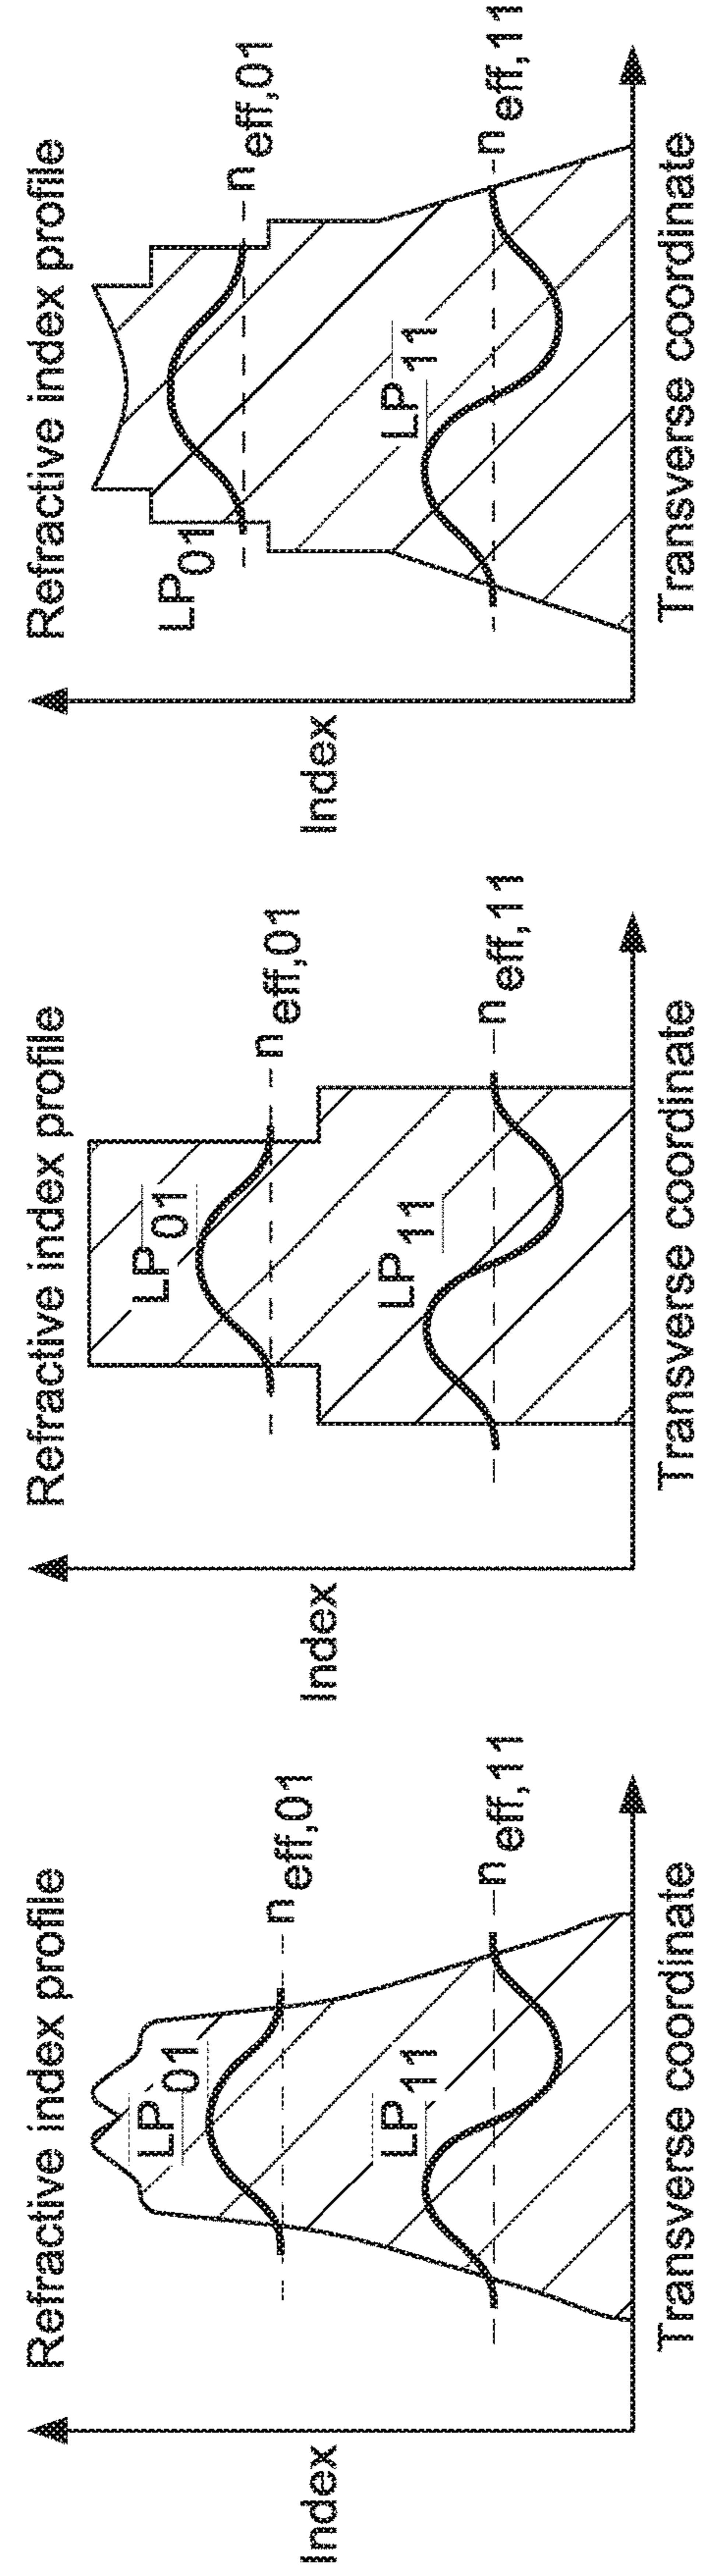 Refractive index profile
Index
LP01
neff,01
LP11
neff,11
Transverse coordinate
Refractive index profile
Index
LP01
neff,01
LP11
neff,11
Transverse coordinate
Refractive index profile
Index
LP01
neff,01
LP11
neff,11
Transverse coordinate